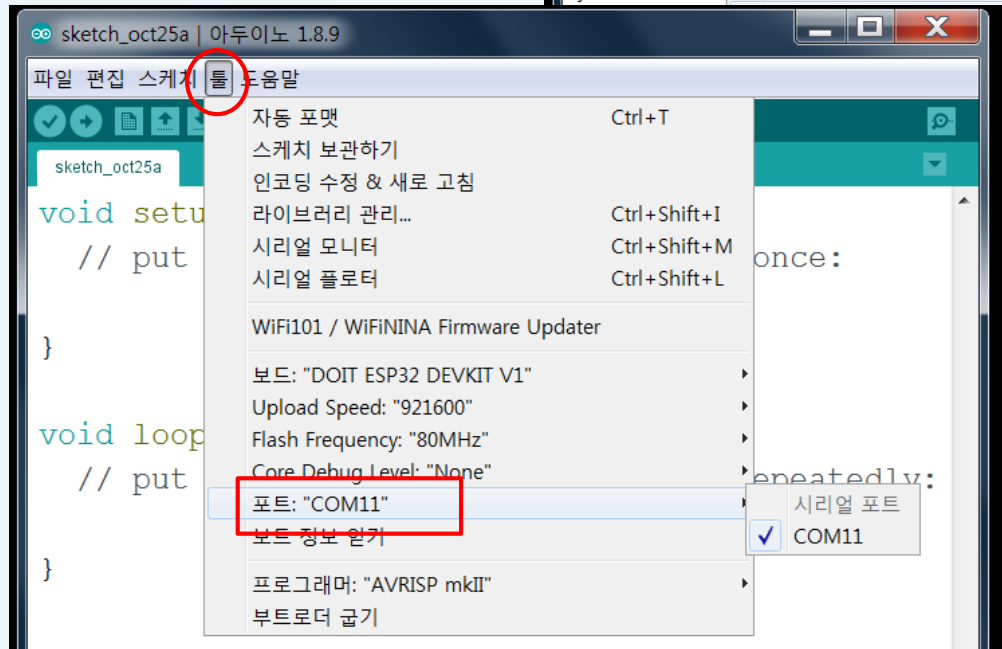 sketch_oct25a | 아두이노 1.8.9
파일 편집 스케치 툴 도움말
sketch_oct25a
자동 포맷 Ctrl+T
스케치 보관하기
인코딩 수정 & 새로 고침
라이브러리 관리... Ctrl+Shift+I
시리얼 모니터 Ctrl+Shift+M
시리얼 플로터 Ctrl+Shift+L
WiFi101 / WiFiNINA Firmware Updater
보드: "DOIT ESP32 DEVKIT V1"
Upload Speed: "921600"
Flash Frequency: "80MHz"
Core Debug Level: "None"
포트: "COM11"
보드 정보 얻기
프로그래머: "AVRISP mkII"
부트로더 굽기
시리얼 포트
COM11
void setu
// put once:
}
void loop
// put epeatedly:
}